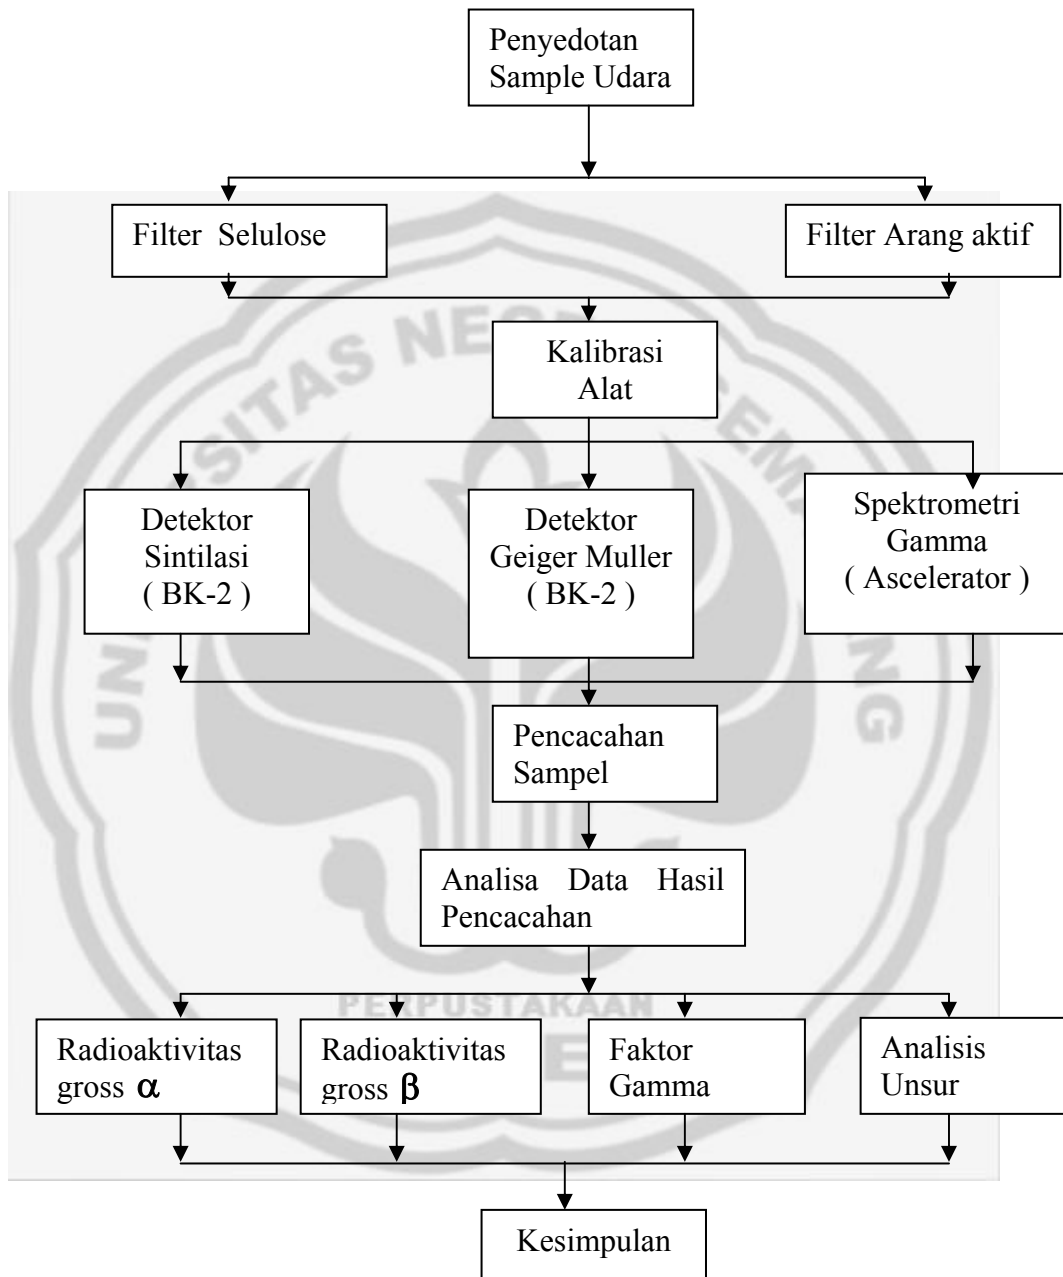 Penyedotan
Sample Udara
Filter Selulose
Filter Arang aktif
Kalibrasi
Alat
Detektor
Sintilasi
( BK-2 )
Detektor
Geiger Muller
( BK-2 )
Spektrometri
Gamma
( Ascelerator )
Pencacahan
Sampel
Analisa Data Hasil
Pencacahan
PERPUSTAKAAN
Radioaktivitas
gross α
Radioaktivitas
gross β
Faktor
Gamma
Analisis
Unsur
Kesimpulan